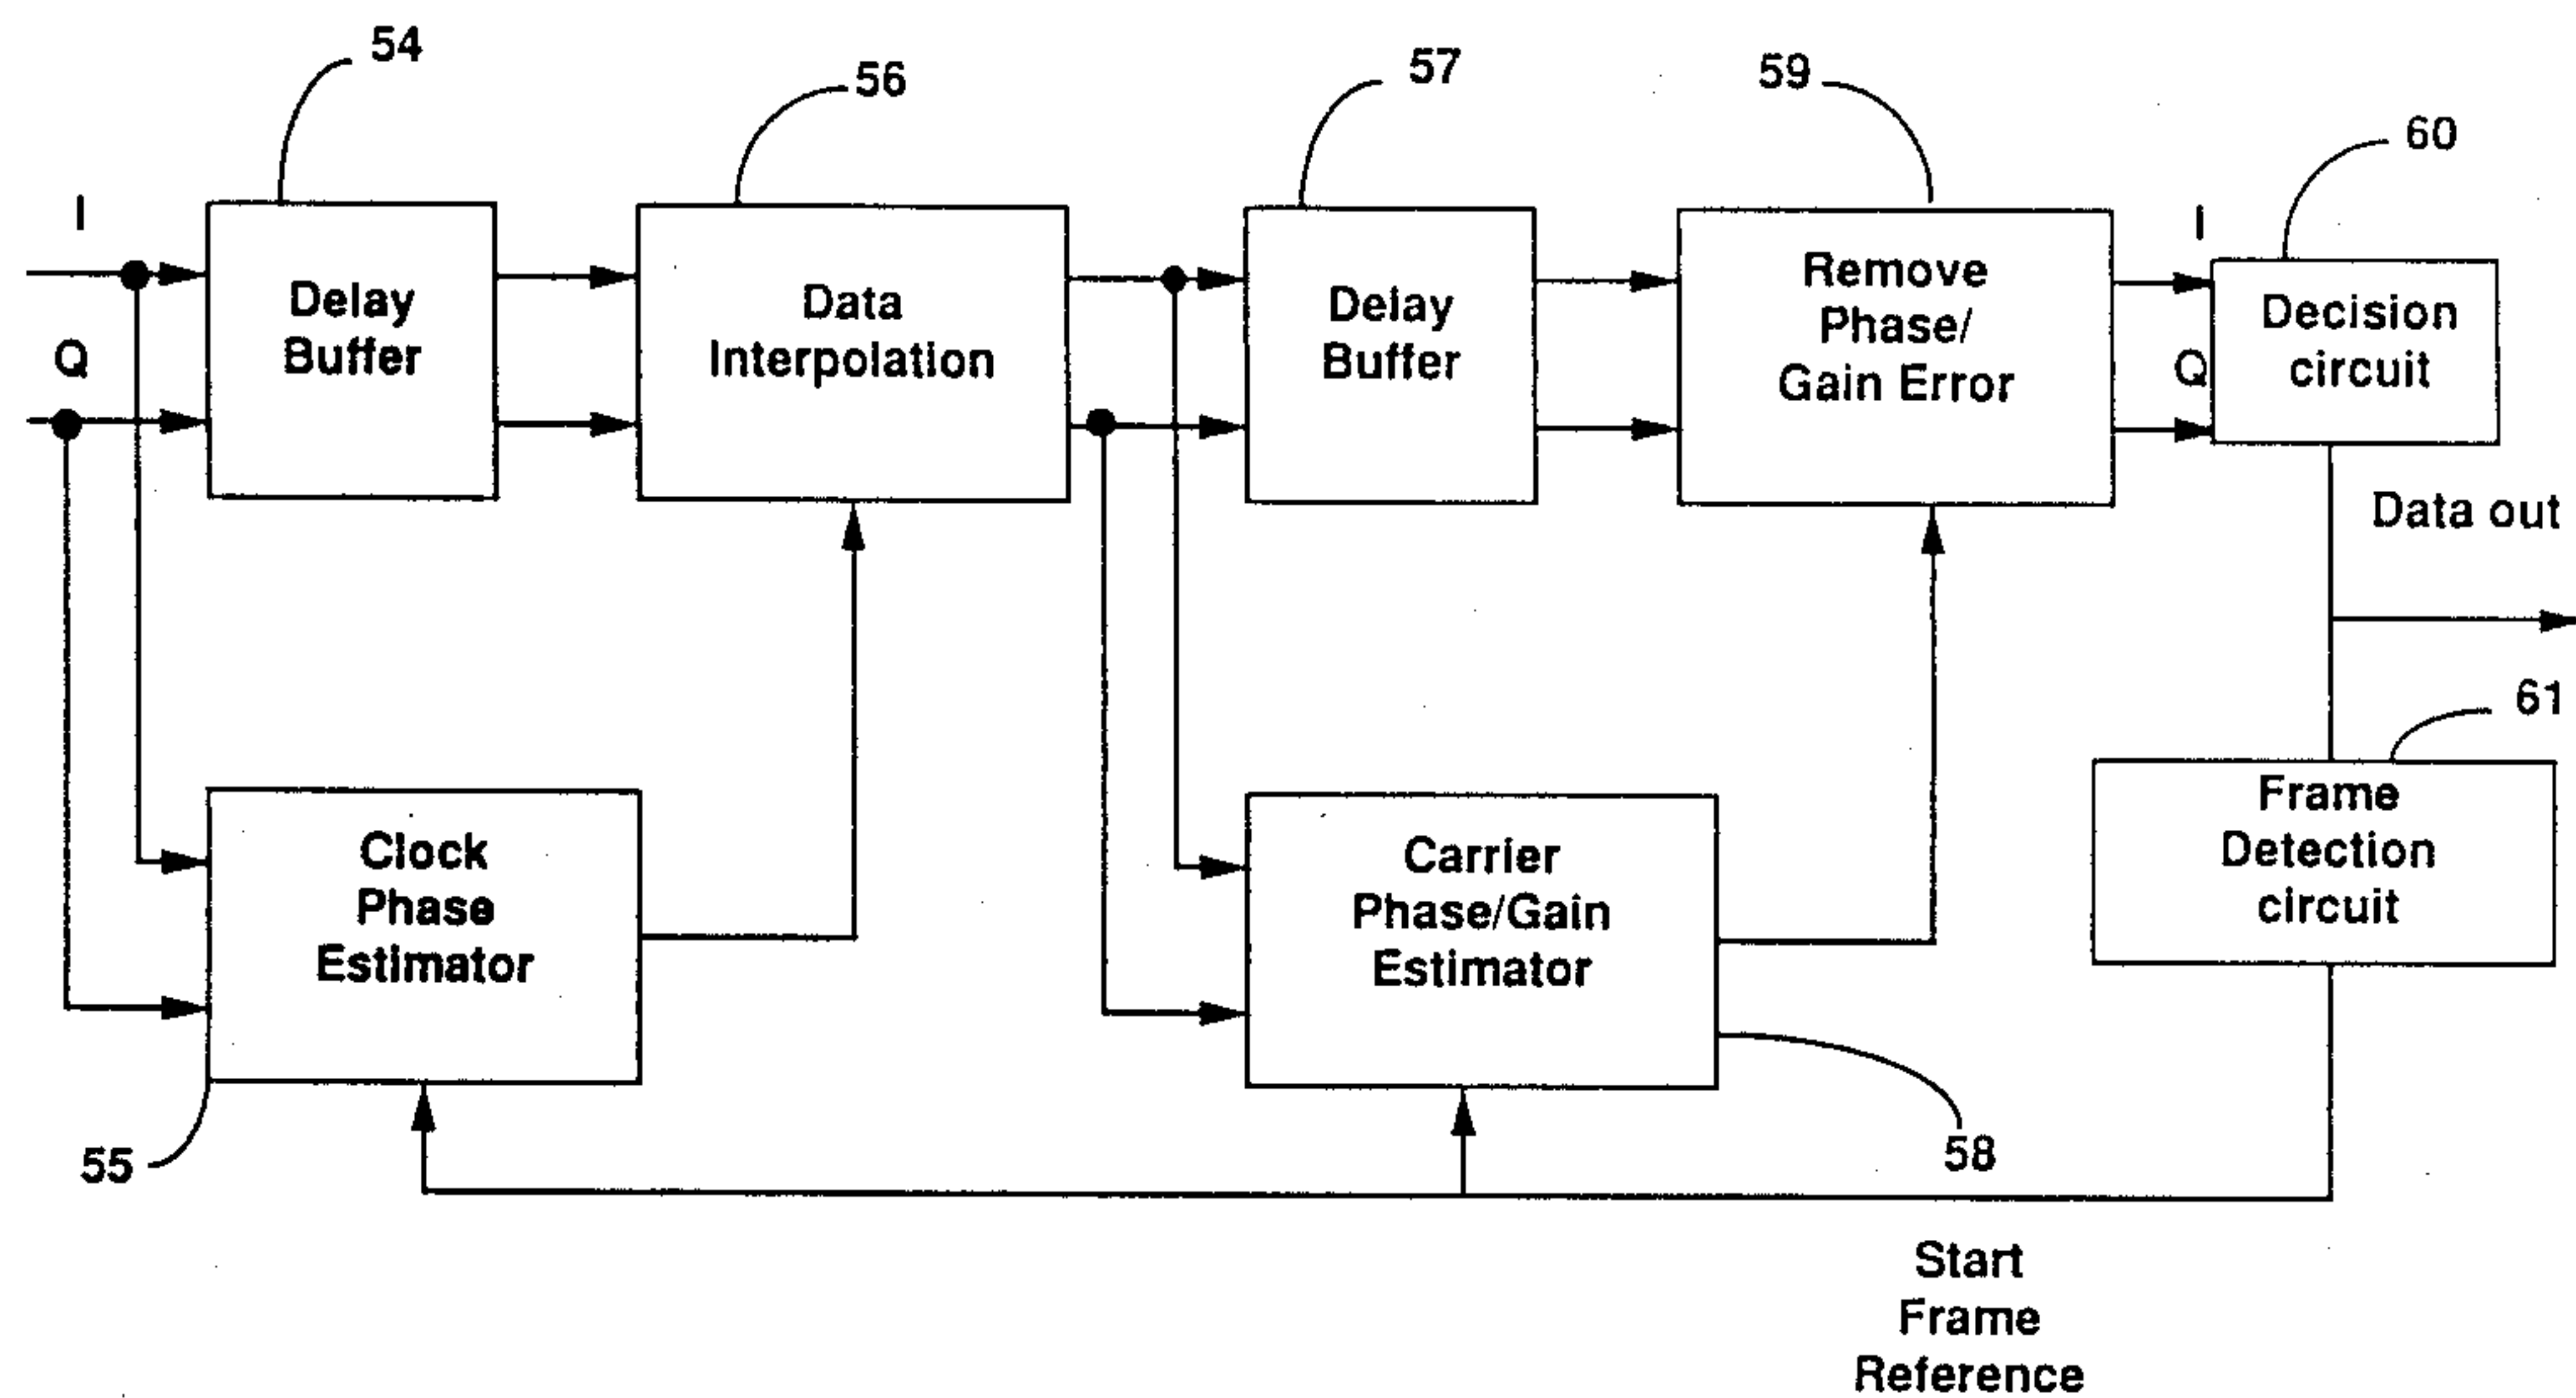 54
56
57
59
60
I
Q
Delay
Buffer
Data
Interpolation
Delay
Buffer
Remove
Phase/
Gain Error
I
Q
Decision
circuit
Data out
61
Clock
Phase
Estimator
Carrier
Phase/Gain
Estimator
Frame
Detection
circuit
55
58
Start
Frame
Reference